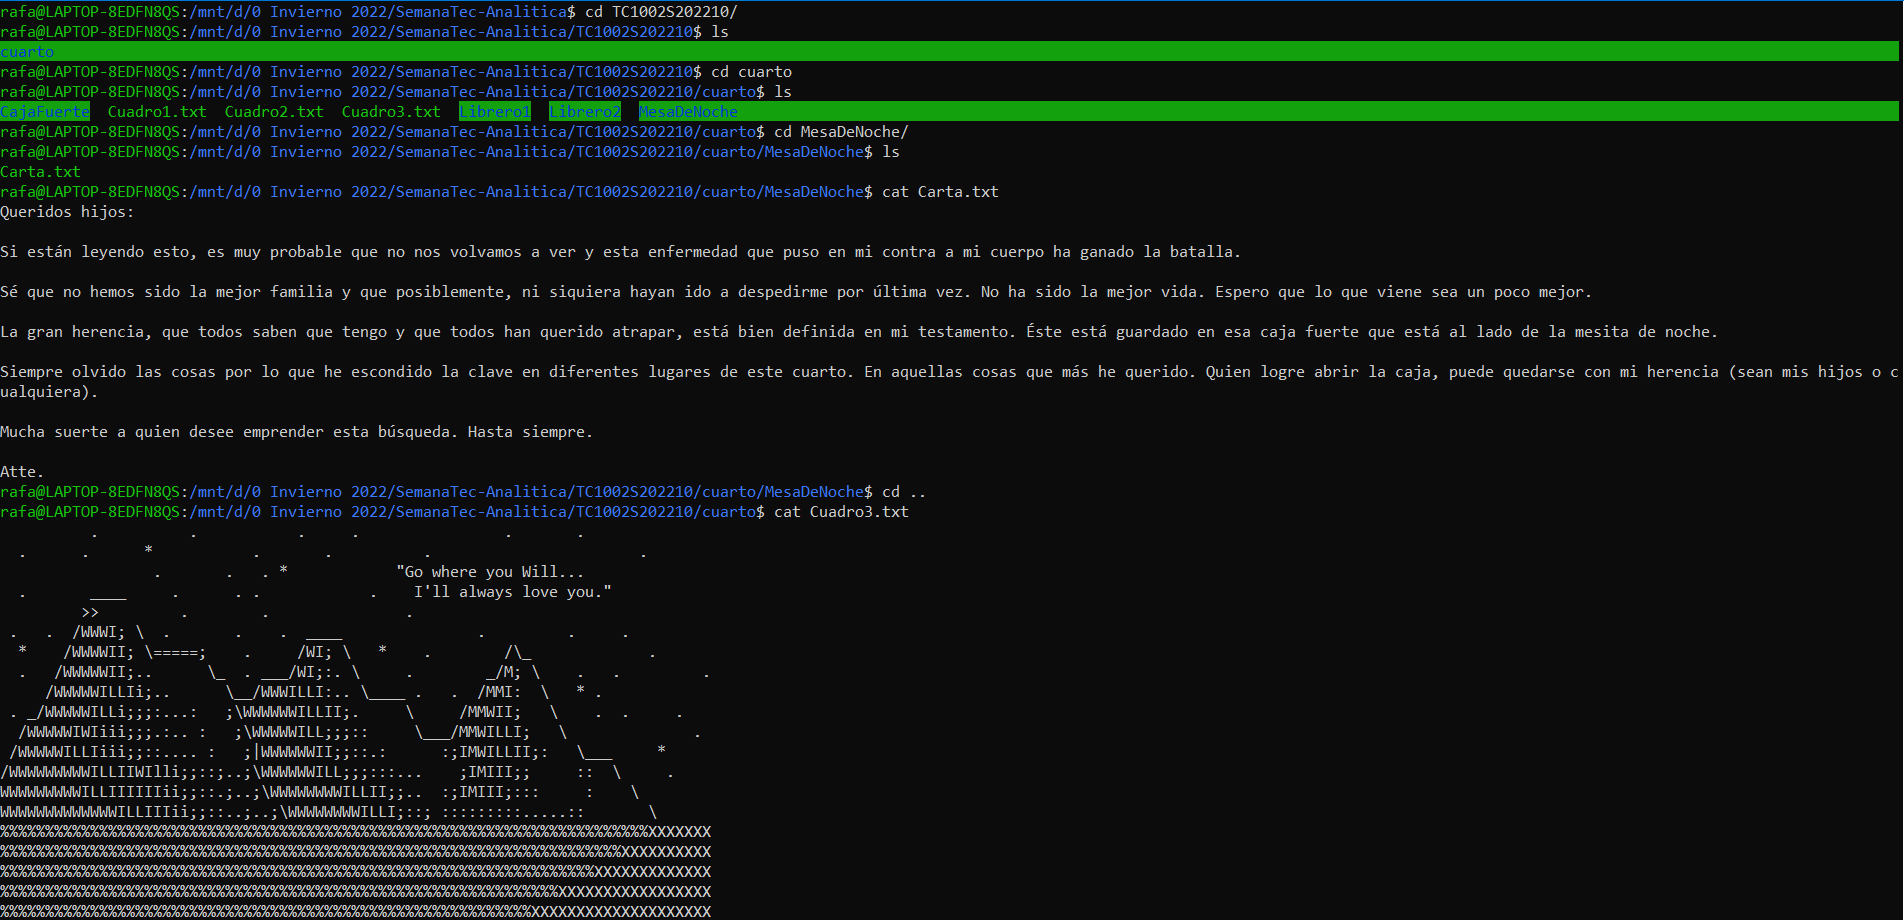 rafa@LAPTOP-8EDFN8QS:/mnt/d/0 Invierno 2022/SemanaTec-Analitica$ cd TC1002S202210/
rafa@LAPTOP-8EDFN8QS:/mnt/d/0 Invierno 2022/SemanaTec-Analitica/TC1002S202210$ ls
cuarto
rafa@LAPTOP-8EDFN8QS:/mnt/d/0 Invierno 2022/SemanaTec-Analitica/TC1002S202210$ cd cuarto
rafa@LAPTOP-8EDFN8QS:/mnt/d/0 Invierno 2022/SemanaTec-Analitica/TC1002S202210/cuarto$ ls
CajaFuerte  Cuadro1.txt  Cuadro2.txt  Cuadro3.txt  Librero1  Librero2  MesaDeNoche
rafa@LAPTOP-8EDFN8QS:/mnt/d/0 Invierno 2022/SemanaTec-Analitica/TC1002S202210/cuarto$ cd MesaDeNoche/
rafa@LAPTOP-8EDFN8QS:/mnt/d/0 Invierno 2022/SemanaTec-Analitica/TC1002S202210/cuarto/MesaDeNoche$ ls
Carta.txt
rafa@LAPTOP-8EDFN8QS:/mnt/d/0 Invierno 2022/SemanaTec-Analitica/TC1002S202210/cuarto/MesaDeNoche$ cat Carta.txt
Queridos hijos:
Si están leyendo esto, es muy probable que no nos volvamos a ver y esta enfermedad que puso en mi contra a mi cuerpo ha ganado la batalla.
Sé que no hemos sido la mejor familia y que posiblemente, ni siquiera hayan ido a despedirme por última vez. No ha sido la mejor vida. Espero que lo que viene sea un poco mejor.
La gran herencia, que todos saben que tengo y que todos han querido atrapar, está bien definida en mi testamento. Éste está guardado en esa caja fuerte que está al lado de la mesita de noche.
Siempre olvido las cosas por lo que he escondido la clave en diferentes lugares de este cuarto. En aquellas cosas que más he querido. Quien logre abrir la caja, puede quedarse con mi herencia (sean mis hijos o c
ualquiera).
Mucha suerte a quien desee emprender esta búsqueda. Hasta siempre.
Atte.
rafa@LAPTOP-8EDFN8QS:/mnt/d/0 Invierno 2022/SemanaTec-Analitica/TC1002S202210/cuarto/MesaDeNoche$ cd ..
rafa@LAPTOP-8EDFN8QS:/mnt/d/0 Invierno 2022/SemanaTec-Analitica/TC1002S202210/cuarto$ cat Cuadro3.txt
"Go where you Will...
I'll always love you."